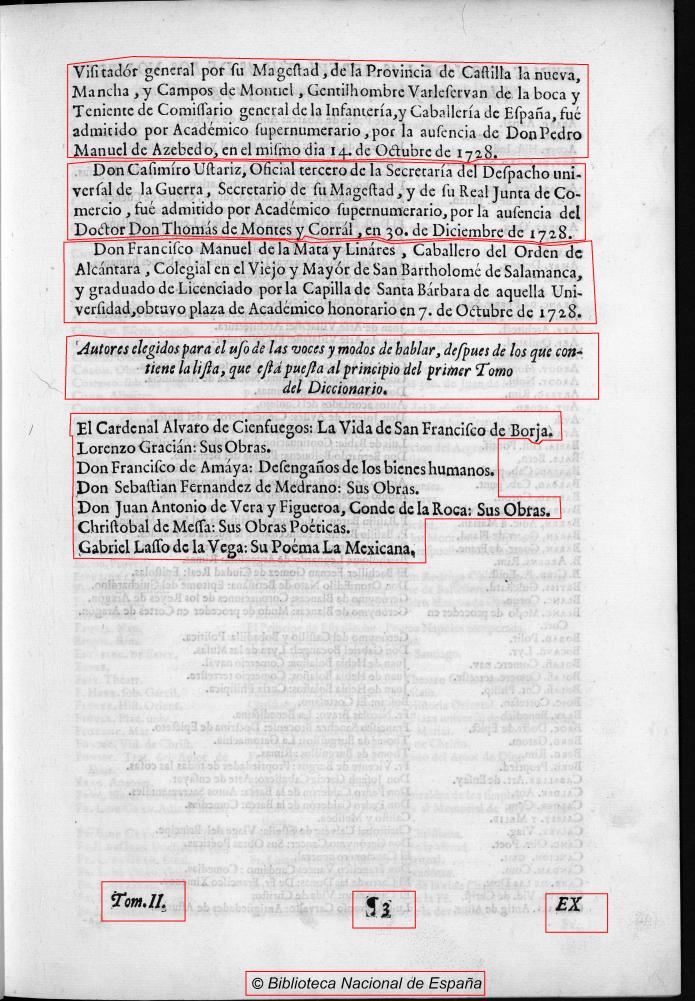 Visitadór general por su Magestad, de la Provincia de Castilla la nueva,
Mancha, y Campos de Montiel, Gentilhombre Varleservan de la boca y
Teniente de Comissario general de la Infantería, y Caballería de España, fué
admitido por Académico supernumerario, por la ausencia de Don Pedro
Manuel de Azebedo, en el mismo dia 14. de Octubre de 1728.
Don Casimíro Ustariz, Oficial tercero de la Secretaría del Despacho uni-
versal de la Guerra, Secretario de su Magestad, y de su Real Junta de Co-
mercio, fué admitido por Académico supernumerario, por la ausencia del
Doctor Don Thomás de Montes y Corrál, en 30. de Diciembre de 1728.
Don Francisco Manuel de la Mata y Lináres, Caballero del Orden de
Alcántara, Colegial en el Viejo y Mayór de San Bartholomé de Salamanca,
y graduado de Licenciado por la Capilla de Santa Bárbara de aquella Uni-
versidad, obtuvo plaza de Académico honorario en 7. de Octubre de 1728.
Autores elegidos para el uso de las voces y modos de hablar, despues de los que con-
tiene la lista, que está puesta al principio del primer Tomo
del Diccionario.
El Cardenal Alvaro de Cienfuegos: La Vida de San Francisco de Borja.
Lorenzo Gracián: Sus Obras.
Don Francisco de Amáya: Desengaños de los bienes humanos.
Don Sebastian Fernandez de Medrano: Sus Obras.
Don Juan Antonio de Vera y Figueroa, Conde de la Roca: Sus Obras.
Christobal de Messa: Sus Obras Poéticas.
Gabriel Lasso de la Vega: Su Poéma La Mexicana,
Tom. II. ¶ 3 EX
© Biblioteca Nacional de España